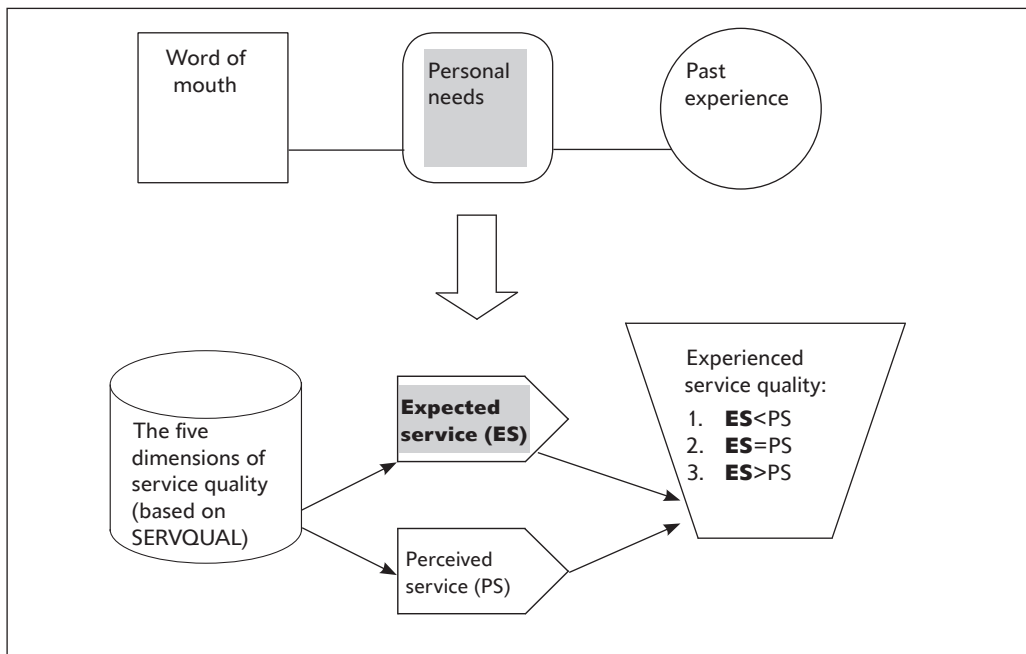 Word of
mouth
Personal
needs
Past
experience
The five
dimensions of
service quality
(based on
SERVQUAL)
Expected
service (ES)
Perceived
service (PS)
Experienced
service quality:
1. ES<PS
2. ES=PS
3. ES>PS